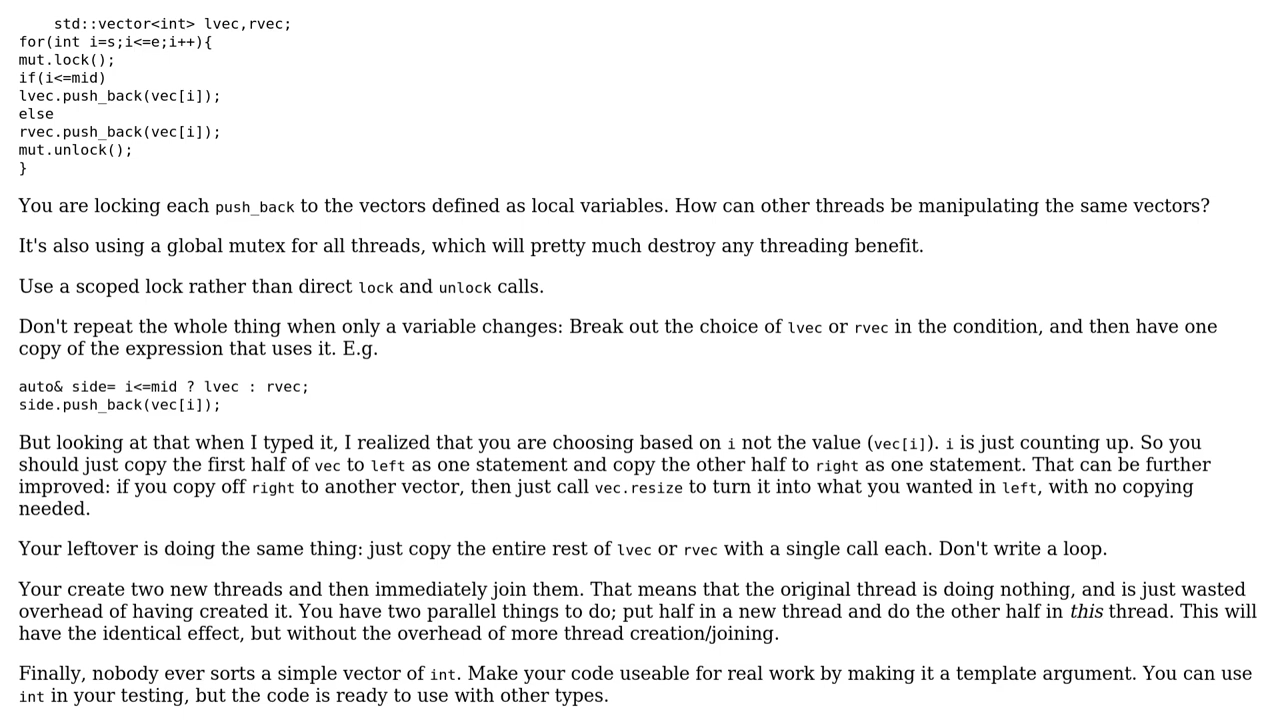 std::vector<int> lvec,rvec;
for(int i=s;i<=e;i++){
mut.lock();
if(i<=mid)
lvec.push_back(vec[i]);
else
rvec.push_back(vec[i]);
mut.unlock();
}
You are locking each push_back to the vectors defined as local variables. How can other threads be manipulating the same vectors?
It's also using a global mutex for all threads, which will pretty much destroy any threading benefit.
Use a scoped lock rather than direct lock and unlock calls.
Don't repeat the whole thing when only a variable changes: Break out the choice of lvec or rvec in the condition, and then have one
copy of the expression that uses it. E.g.
auto& side= i<=mid ? lvec : rvec;
side.push_back(vec[i]);
But looking at that when I typed it, I realized that you are choosing based on i not the value (vec[i]). i is just counting up. So you
should just copy the first half of vec to left as one statement and copy the other half to right as one statement. That can be further
improved: if you copy off right to another vector, then just call vec.resize to turn it into what you wanted in left, with no copying
needed.
Your leftover is doing the same thing: just copy the entire rest of lvec or rvec with a single call each. Don't write a loop.
Your create two new threads and then immediately join them. That means that the original thread is doing nothing, and is just wasted
overhead of having created it. You have two parallel things to do; put half in a new thread and do the other half in this thread. This will
have the identical effect, but without the overhead of more thread creation/joining.
Finally, nobody ever sorts a simple vector of int. Make your code useable for real work by making it a template argument. You can use
int in your testing, but the code is ready to use with other types.